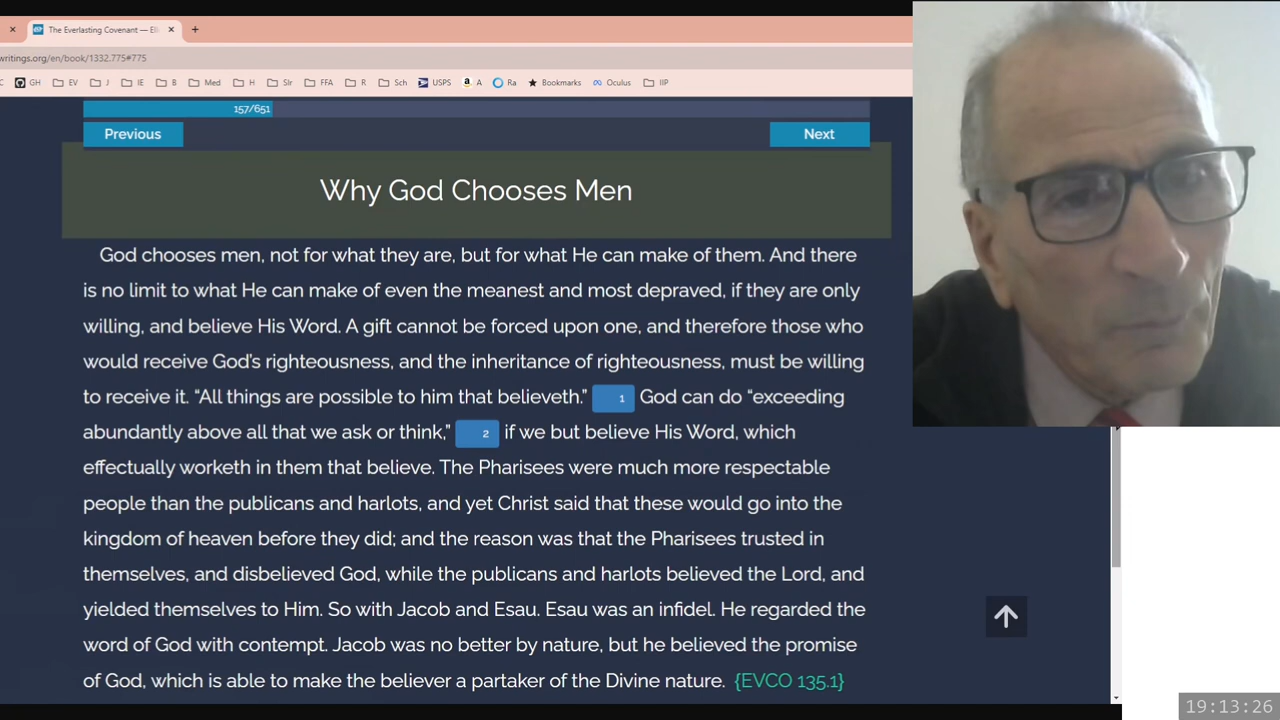 The Everlasting Covenant — Elle
writings.org/en/book/1332.775#775
GH EV J IE B Med H SIr FFA R Sch USPS A Ra Bookmarks Oculus IIP
157/651
Previous Next
Why God Chooses Men
God chooses men, not for what they are, but for what He can make of them. And there
is no limit to what He can make of even the meanest and most depraved, if they are only
willing, and believe His Word. A gift cannot be forced upon one, and therefore those who
would receive God’s righteousness, and the inheritance of righteousness, must be willing
to receive it. “All things are possible to him that believeth.” 1 God can do “exceeding
abundantly above all that we ask or think,” 2 if we but believe His Word, which
effectually worketh in them that believe. The Pharisees were much more respectable
people than the publicans and harlots, and yet Christ said that these would go into the
kingdom of heaven before they did; and the reason was that the Pharisees trusted in
themselves, and disbelieved God, while the publicans and harlots believed the Lord, and
yielded themselves to Him. So with Jacob and Esau. Esau was an infidel. He regarded the
word of God with contempt. Jacob was no better by nature, but he believed the promise
of God, which is able to make the believer a partaker of the Divine nature. {EVCO 135.1}
19:13:26